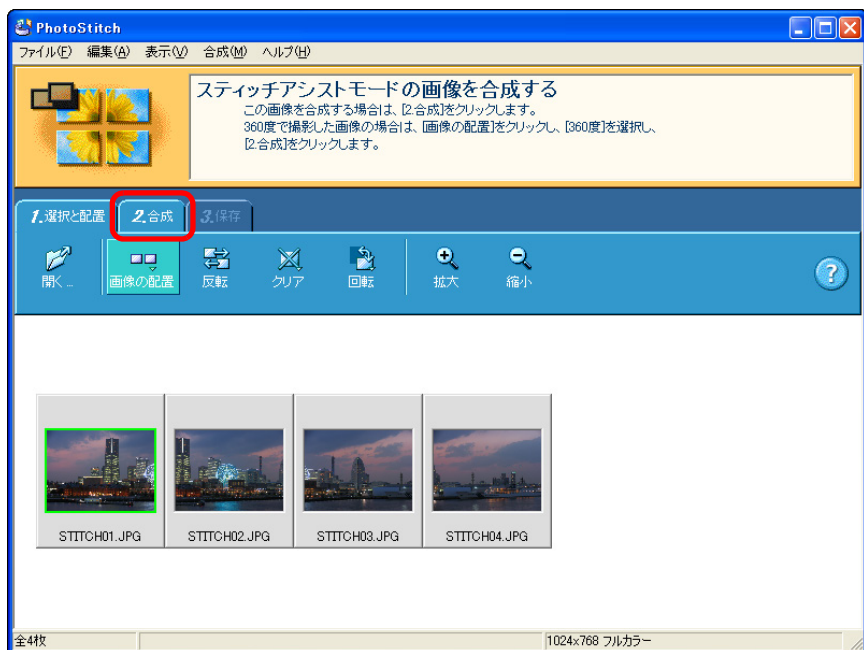 PhotoStitch
ファイル(F) 編集(A) 表示(V) 合成(M) ヘルプ(H)
スティッチアシストモードの画像を合成する
この画像を合成する場合は、[2.合成]をクリックします。
360度で撮影した画像の場合は、[画像の配置]をクリックし、[360度]を選択し、
[2.合成]をクリックします。
1.選択と配置 2.合成 3.保存
開く... 画像の配置 反転 クリア 回転 拡大 縮小
?
STITCH01.JPG STITCH02.JPG STITCH03.JPG STITCH04.JPG
全4枚 1024x768 フルカラー